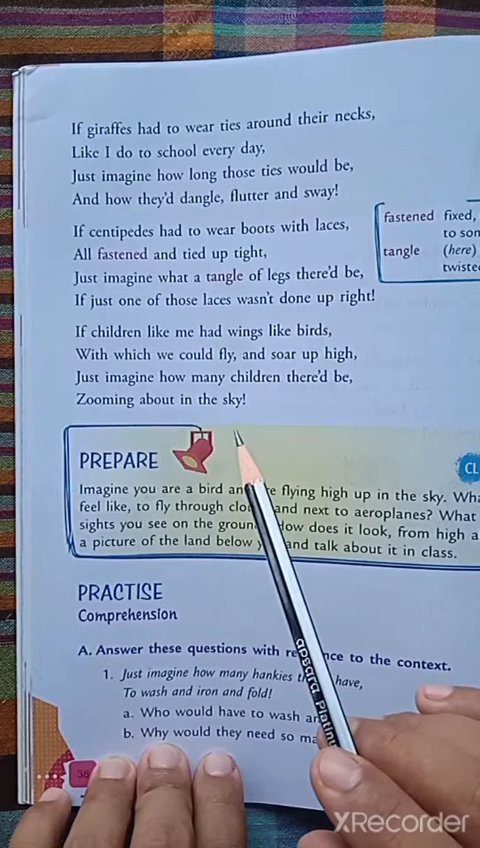 If giraffes had to wear ties around their necks,
Like I do to school every day,
Just imagine how long those ties would be,
And how they'd dangle, flutter and sway!
If centipedes had to wear boots with laces,
All fastened and tied up tight,
Just imagine what a tangle of legs there'd be,
If just one of those laces wasn't done up right!
fastened fixed,
to
tangle (here)
If children like me had wings like birds,
With which we could fly, and soar up high,
Just imagine how many children there'd be,
Zooming about in the sky!
PREPARE
CL
Imagine you are a bird and flying high up in the sky.
feel like, to fly through and next to aeroplanes? What
sights you see on the ground. How does it look, from high
a picture of the land below and talk about it in class.
PRACTISE
Comprehension
A. Answer these questions with to the context.
1. Just imagine how many hankies have,
To wash and iron and fold!
a. Who would have to wash
b. Why would they need so
38
apsara Platinu
XRecorder